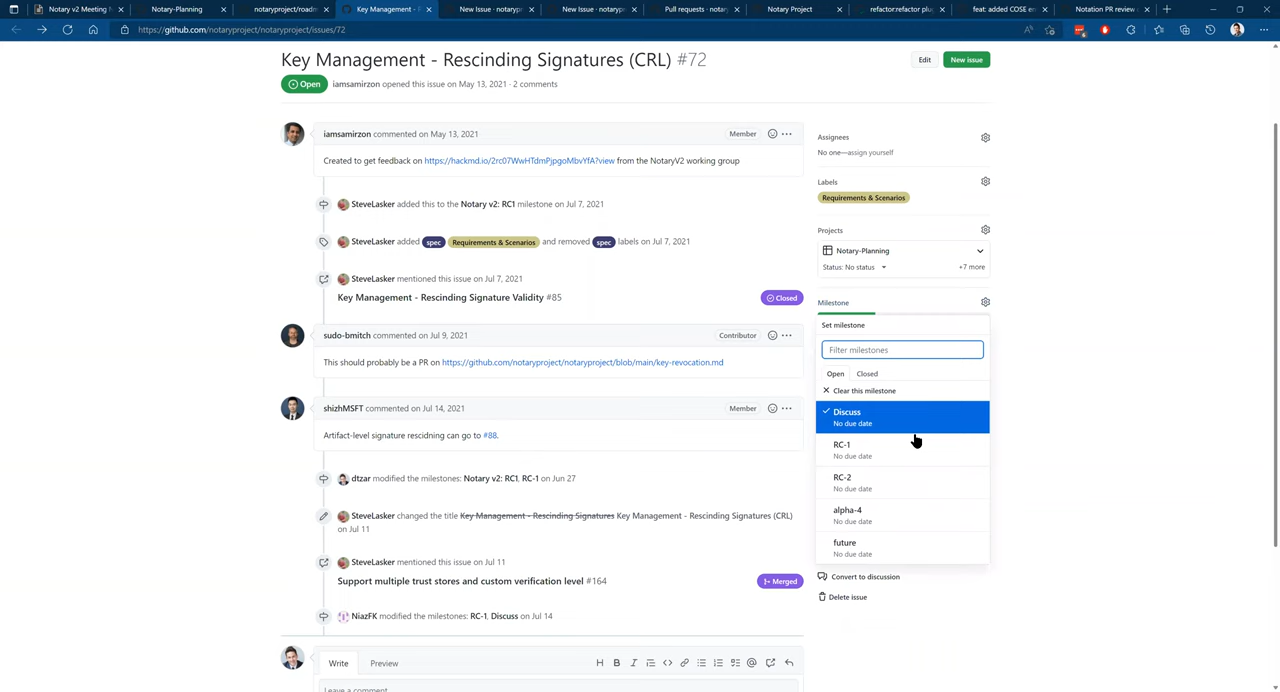 Notary v2 Meeting N
Notary-Planning
notaryproject/roadm
Key Management -
New Issue · notarypr
New Issue · notarypr
Pull requests · notary
Notary Project
refactor:refactor plug
feat: add COSE en
Notation PR review
https://github.com/notaryproject/notaryproject/issues/72
Key Management - Rescinding Signatures (CRL) #72
Edit
New issue
Open
iamsamirzon opened this issue on May 13, 2021 · 2 comments
iamsamirzon commented on May 13, 2021
Member
Created to get feedback on https://hackmd.io/2rc07WwHTdmPjpgoMbvYfA?view from the NotaryV2 working group
SteveLasker added this to the Notary v2: RC1 milestone on Jul 7, 2021
SteveLasker added spec Requirements & Scenarios and removed spec labels on Jul 7, 2021
SteveLasker mentioned this issue on Jul 7, 2021
Key Management - Rescinding Signature Validity #85
Closed
sudo-bmitch commented on Jul 9, 2021
Contributor
This should probably be a PR on https://github.com/notaryproject/notaryproject/blob/main/key-revocation.md
shizhMSFT commented on Jul 14, 2021
Member
Artifact-level signature rescidning can go to #88.
dtzar modified the milestones: Notary v2: RC1, RC-1 on Jun 27
SteveLasker changed the title Key Management - Rescinding Signatures Key Management - Rescinding Signatures (CRL)
on Jul 11
SteveLasker mentioned this issue on Jul 11
Support multiple trust stores and custom verification level #164
Merged
NiazFK modified the milestones: RC-1, Discuss on Jul 14
Write
Preview
Leave a comment
Assignees
No one—assign yourself
Labels
Requirements & Scenarios
Projects
Notary-Planning
Status: No status
+7 more
Milestone
Set milestone
Filter milestones
Open
Closed
Clear this milestone
Discuss
No due date
RC-1
No due date
RC-2
No due date
alpha-4
No due date
future
No due date
Convert to discussion
Delete issue